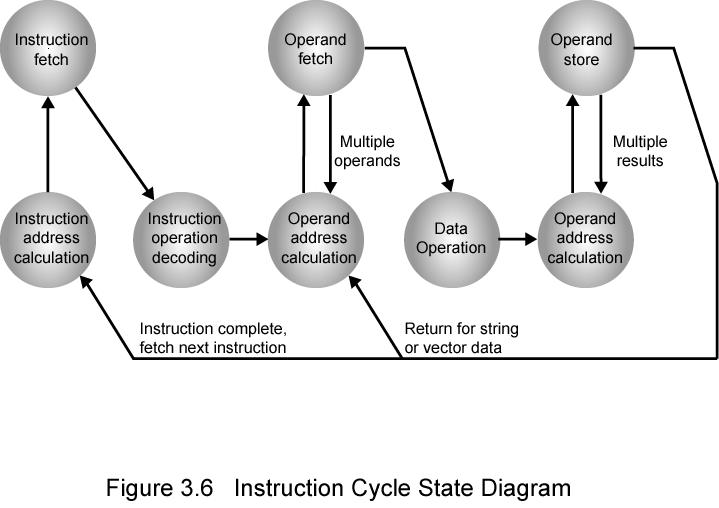 Instruction
fetch
Operand
fetch
Operand
store
Multiple
operands
Multiple
results
Instruction
address
calculation
Instruction
operation
decoding
Operand
address
calculation
Data
Operation
Operand
address
calculation
Instruction complete,
fetch next instruction
Return for string
or vector data
Figure 3.6 Instruction Cycle State Diagram